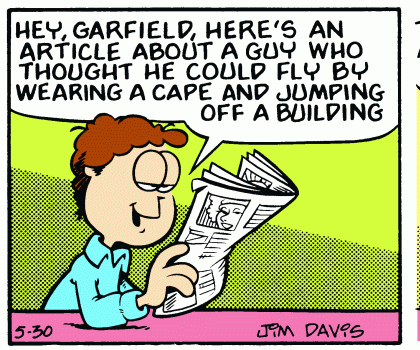 HEY, GARFIELD, HERE'S AN
ARTICLE ABOUT A GUY WHO
THOUGHT HE COULD FLY BY
WEARING A CAPE AND JUMPING
OFF A BUILDING
5-30
JIM DAVIS